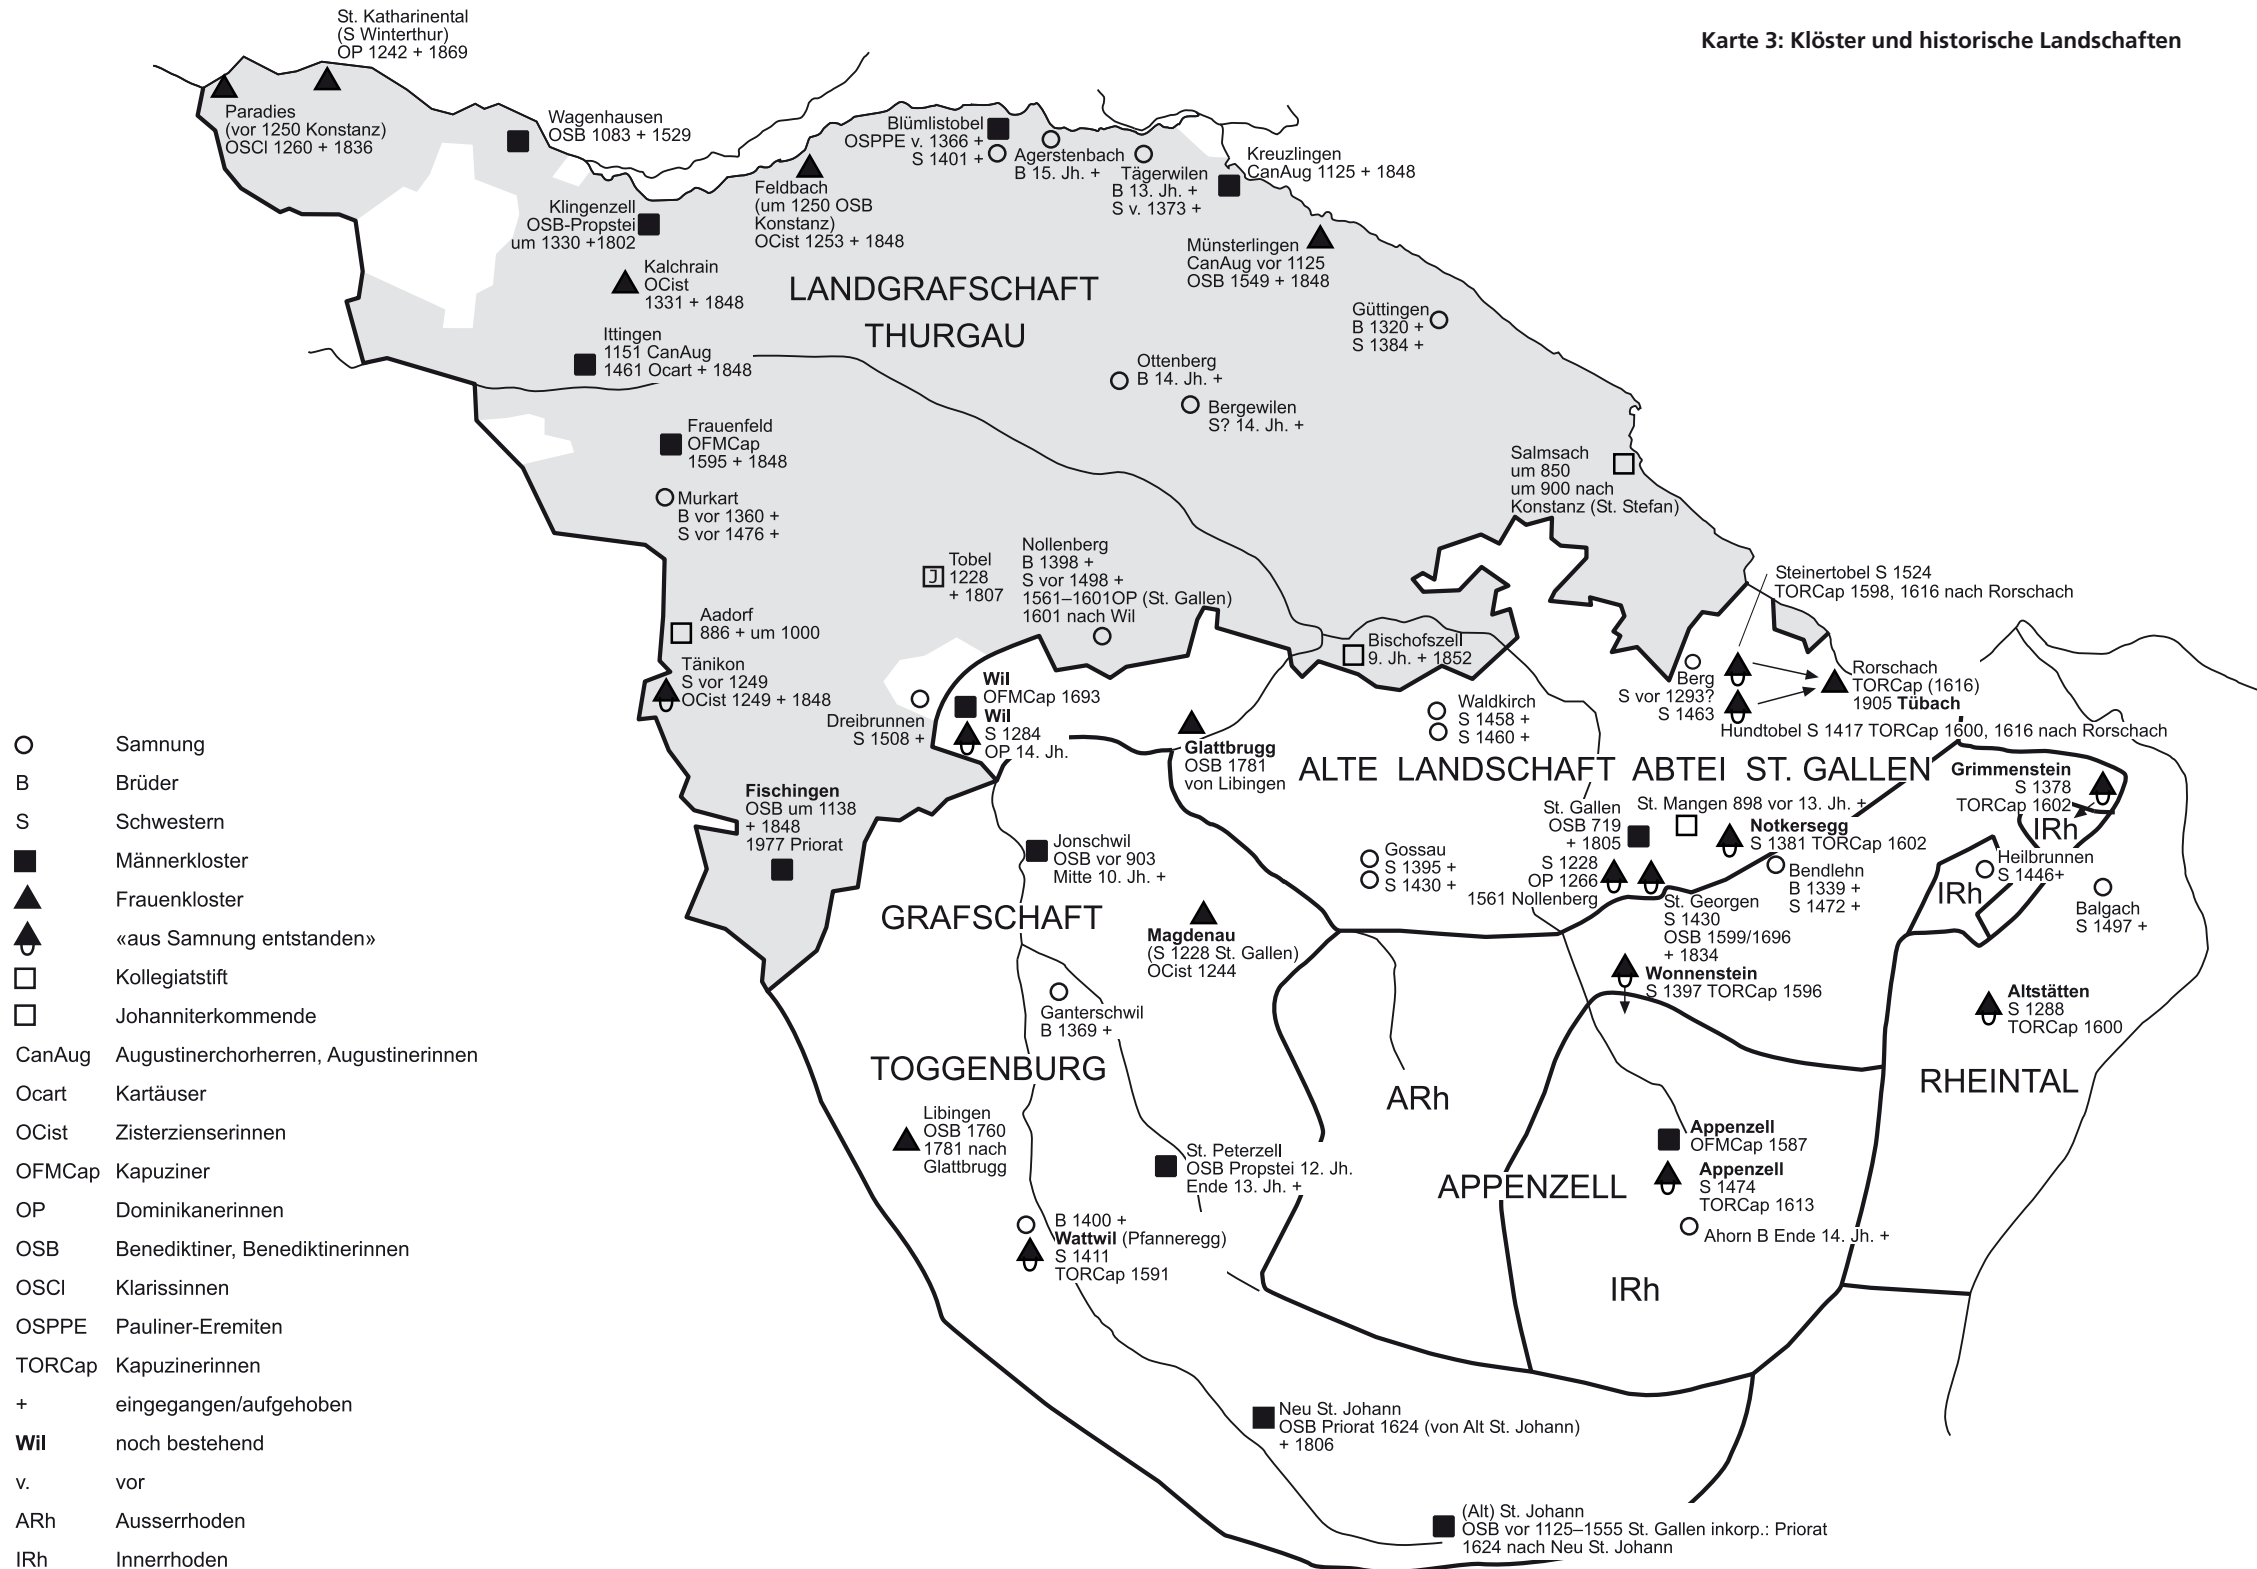 Karte 3: Klöster und historische Landschaften
St. Katharinental
(S Winterthur)
OP 1242 + 1869
Paradies
(vor 1250 Konstanz)
OSCl 1260 + 1836
Wagenhausen
OSB 1083 + 1529
Klingenzell
OSB-Propstei
um 1330 +1802
Kalchrain
OCist
1331 + 1848
Feldbach
(um 1250 OSB
Konstanz)
OCist 1253 + 1848
Blümlistobel
OSPPE v. 1366 +
S 1401 +
Agerstenbach
B 15. Jh. +
Tägerwilen
B 13. Jh. +
S v. 1373 +
Kreuzlingen
CanAug 1125 + 1848
Münsterlingen
CanAug vor 1125
OSB 1549 + 1848
Güttingen
B 1320 +
S 1384 +
LANDGRAFSCHAFT
THURGAU
Ittingen
1151 CanAug
1461 Ocart + 1848
Ottenberg
B 14. Jh. +
Bergewilen
S? 14. Jh. +
Frauenfeld
OFMCap
1595 + 1848
Murkart
B vor 1360 +
S vor 1476 +
Salmsach
um 850
um 900 nach
Konstanz (St. Stefan)
J
Tobel
1228
+ 1807
Nollenberg
B 1398 +
S vor 1498 +
1561–1601OP (St. Gallen)
1601 nach Wil
Steinertobel S 1524
TORCap 1598, 1616 nach Rorschach
Aadorf
886 + um 1000
Tänikon
S vor 1249
OCist 1249 + 1848
Bischofszell
9. Jh. + 1852
Berg
S vor 1293?
S 1463
Rorschach
TORCap (1616)
1905 Tübach
Hundtobel S 1417 TORCap 1600, 1616 nach Rorschach
Wil
OFMCap 1693
Wil
S 1284
OP 14. Jh.
Dreibrunnen
S 1508 +
Waldkirch
S 1458 +
S 1460 +
Glattbrugg
OSB 1781
von Libingen
ALTE LANDSCHAFT ABTEI ST. GALLEN
Grimmenstein
S 1378
TORCap 1602
IRh
Fischingen
OSB um 1138
+ 1848
1977 Priorat
St. Gallen
OSB 719
+ 1805
St. Mangen 898 vor 13. Jh. +
Notkersegg
S 1381 TORCap 1602
Jonschwil
OSB vor 903
Mitte 10. Jh. +
Gossau
S 1395 +
S 1430 +
S 1228
OP 1266
1561 Nollenberg
Bendlehn
B 1339 +
S 1472 +
Heilbrunnen
S 1446+
IRh
Balgach
S 1497 +
St. Georgen
S 1430
OSB 1599/1696
+ 1834
GRAFSCHAFT
Magdenau
(S 1228 St. Gallen)
OCist 1244
Wonnenstein
S 1397 TORCap 1596
Altstätten
S 1288
TORCap 1600
Ganterschwil
B 1369 +
TOGGENBURG
ARh
RHEINTAL
Libingen
OSB 1760
1781 nach
Glattbrugg
St. Peterzell
OSB Propstei 12. Jh.
Ende 13. Jh. +
Appenzell
OFMCap 1587
Appenzell
S 1474
TORCap 1613
APPENZELL
Ahorn B Ende 14. Jh. +
B 1400 +
Wattwil (Pfanneregg)
S 1411
TORCap 1591
IRh
Neu St. Johann
OSB Priorat 1624 (von Alt St. Johann)
+ 1806
(Alt) St. Johann
OSB vor 1125–1555 St. Gallen inkorp.: Priorat
1624 nach Neu St. Johann
Samnung
B Brüder
S Schwestern
Männerkloster
Frauenkloster
«aus Samnung entstanden»
Kollegiatstift
Johanniterkommende
CanAug Augustinerchorherren, Augustinerinnen
Ocart Kartäuser
OCist Zisterzienserinnen
OFMCap Kapuziner
OP Dominikanerinnen
OSB Benediktiner, Benediktinerinnen
OSCl Klarissinnen
OSPPE Pauliner-Eremiten
TORCap Kapuzinerinnen
+ eingegangen/aufgehoben
Wil noch bestehend
v. vor
ARh Ausserrhoden
IRh Innerrhoden